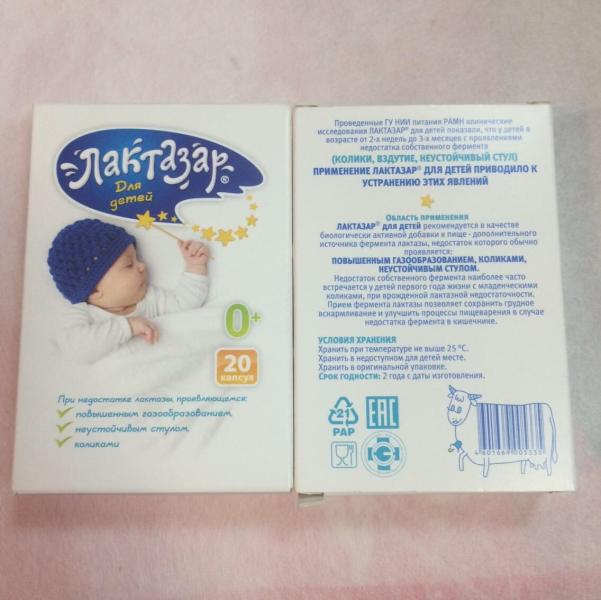 Лактазар®
Для
детей
0+
20
капсул
При недостатке лактазы, проявляющемся:
повышенным газообразованием,
неустойчивым стулом,
коликами
Проведенные ГУ НИИ питания РАМН клинические
исследования ЛАКТАЗАР® для детей показали, что у детей в
возрасте от 2-х недель до 3-х месяцев с проявлениями
недостатка собственного фермента
(КОЛИКИ, ВЗДУТИЕ, НЕУСТОЙЧИВЫЙ СТУЛ)
ПРИМЕНЕНИЕ ЛАКТАЗАР® ДЛЯ ДЕТЕЙ ПРИВОДИЛО К
УСТРАНЕНИЮ ЭТИХ ЯВЛЕНИЙ
ОБЛАСТЬ ПРИМЕНЕНИЯ
ЛАКТАЗАР® ДЛЯ ДЕТЕЙ рекомендуется в качестве
биологически активной добавки к пище - дополнительного
источника фермента лактазы, недостаток которого обычно
проявляется:
ПОВЫШЕННЫМ ГАЗООБРАЗОВАНИЕМ, КОЛИКАМИ,
НЕУСТОЙЧИВЫМ СТУЛОМ.
Недостаток собственного фермента наиболее часто
встречается у детей первого года жизни с младенческими
коликами, при врожденной лактазной недостаточности.
Прием фермента лактазы позволяет сохранить грудное
вскармливание и улучшить процессы пищеварения в случае
недостатка фермента в кишечнике.
УСЛОВИЯ ХРАНЕНИЯ
Хранить при температуре не выше 25 °С.
Хранить в недоступном для детей месте.
Хранить в оригинальной упаковке.
СРОК ГОДНОСТИ: 2 года с даты изготовления.
21
PAP
EAC
4 605669 005333